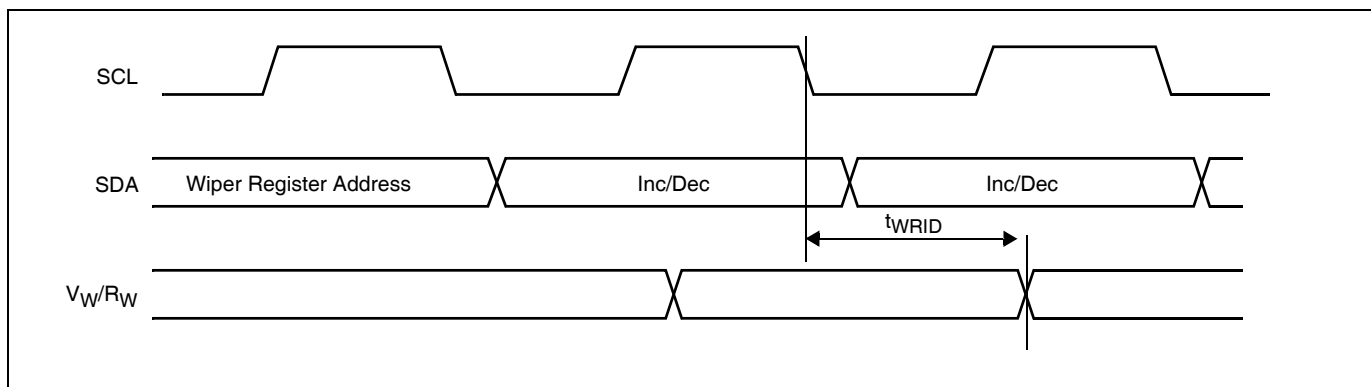 SCL
SDA Wiper Register Address Inc/Dec Inc/Dec
tWRID
VW/RW